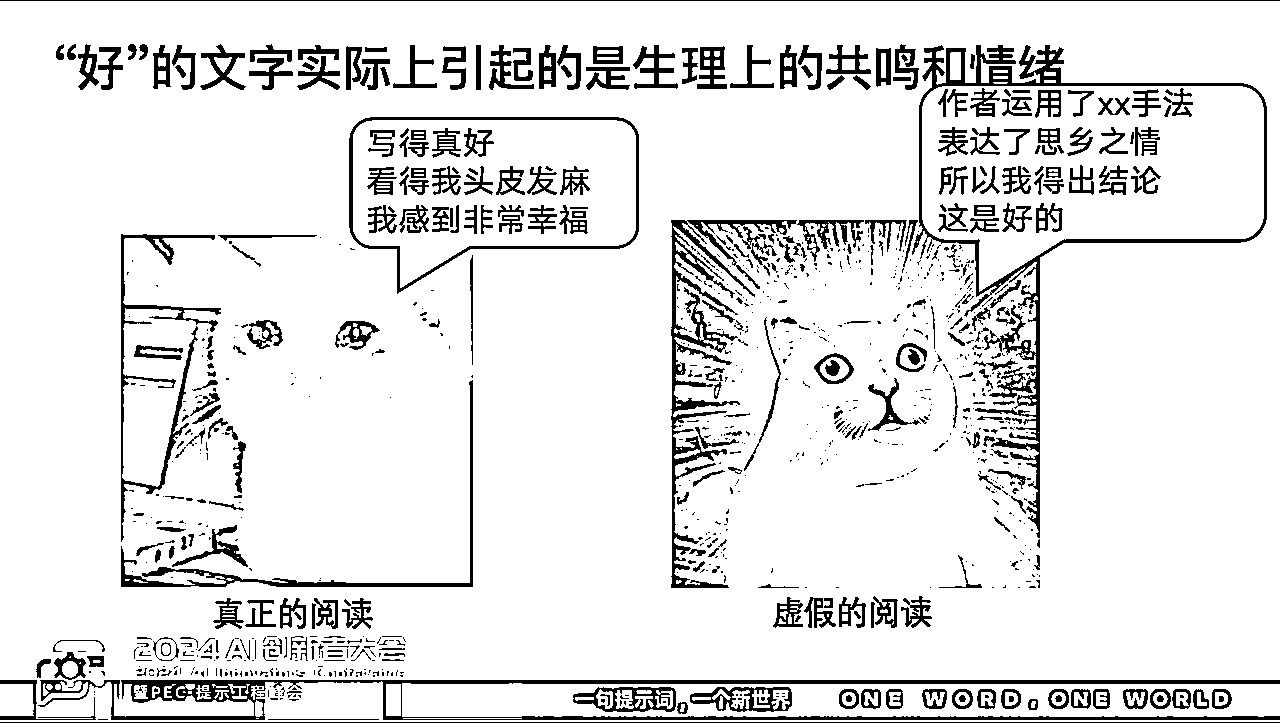 “好”的文字实际上引起的是生理上的共鸣和情绪
写得真好
看得我头皮发麻
我感到非常幸福
作者运用了xx手法
表达了思乡之情
所以我得出结论
这是好的
真正的阅读
虚假的阅读
2024 AI 创新者大会
暨PEC·提示工程峰会
一句提示词，一个新世界
ONE WORD, ONE WORLD